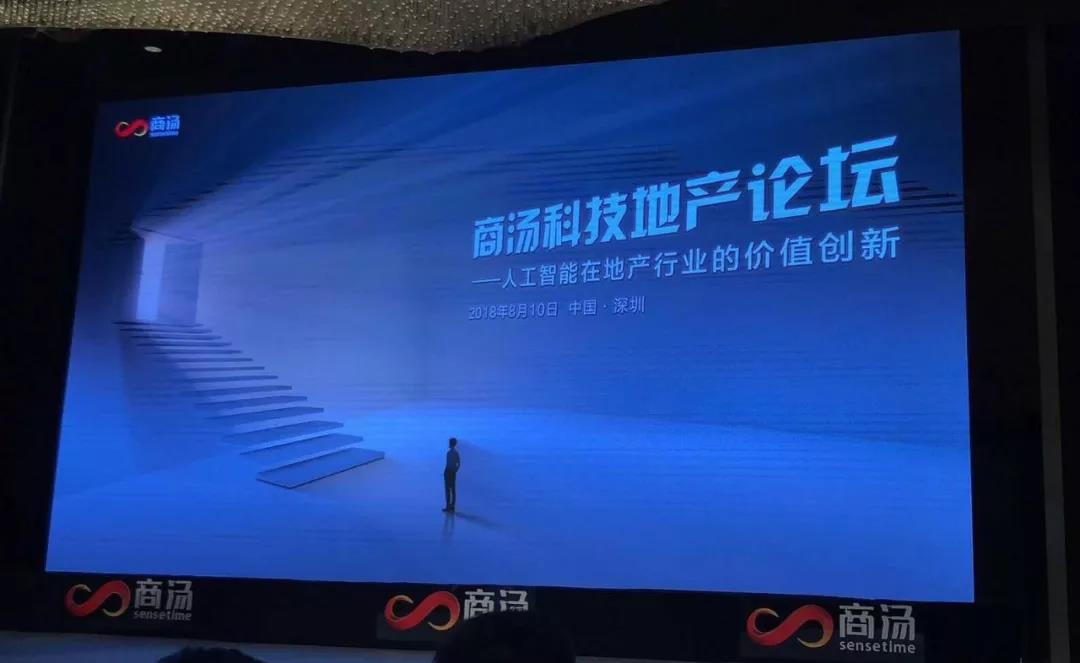 商汤
sensetime
商汤科技地产论坛
——人工智能在地产行业的价值创新
2018年8月10日 中国·深圳
商汤
sensetime
商汤
商汤
sensetime